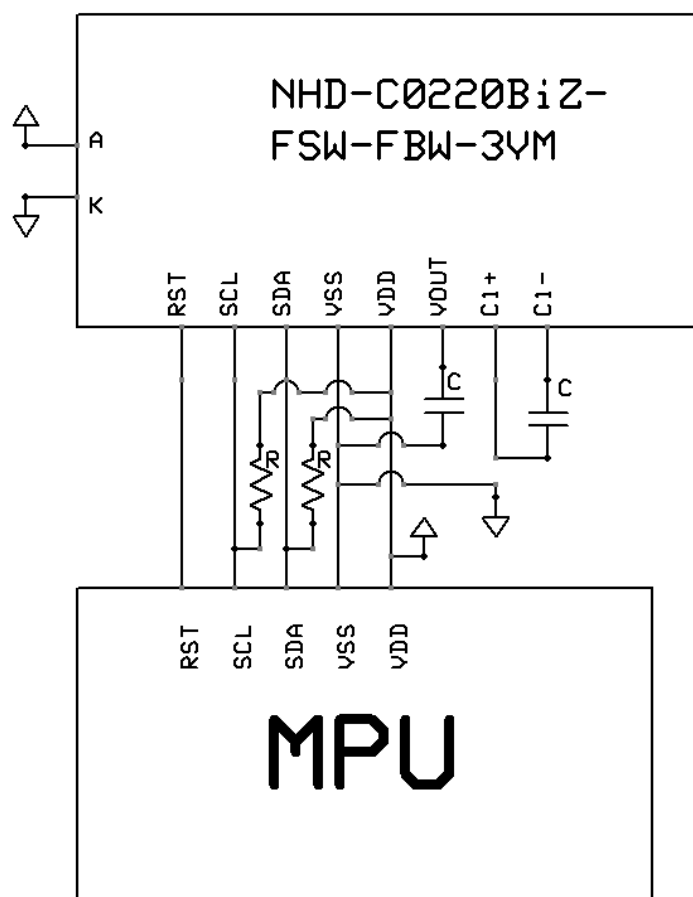 NHD-C0220BiZ-
FSW-FBW-3VM
A
K
RST
SCL
SDA
VSS
VDD
VOUT
C1+
C1-
C
C
R
R
RST
SCL
SDA
VSS
VDD
MPU